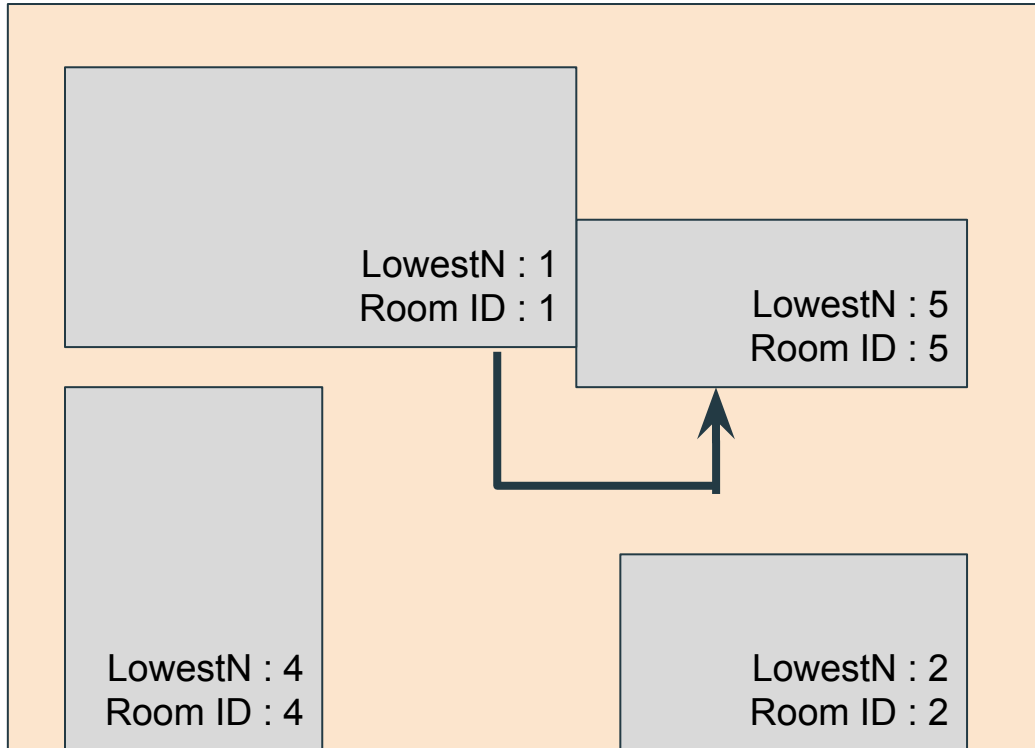 LowestN : 1
Room ID : 1
LowestN : 5
Room ID : 5
LowestN : 4
Room ID : 4
LowestN : 2
Room ID : 2